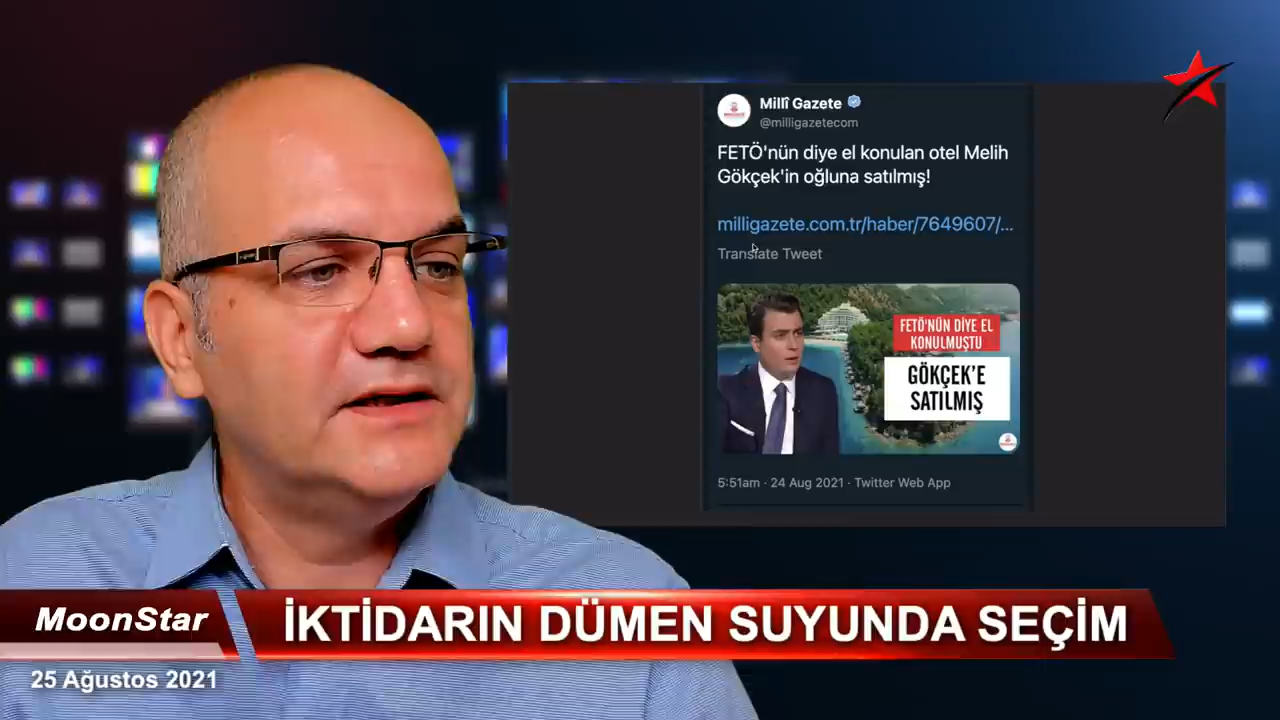 Millî Gazete
@milligazetecom
FETÖ'nün diye el konulan otel Melih
Gökçek'in oğluna satılmış!
milligazete.com.tr/haber/7649607/...
Translate Tweet
FETÖ'NÜN DİYE EL
KONULMUŞTU
GÖKÇEK'E
SATILMIŞ
5:51am · 24 Aug 2021 · Twitter Web App
MoonStar
İKTİDARIN DÜMEN SUYUNDA SEÇİM
25 Ağustos 2021